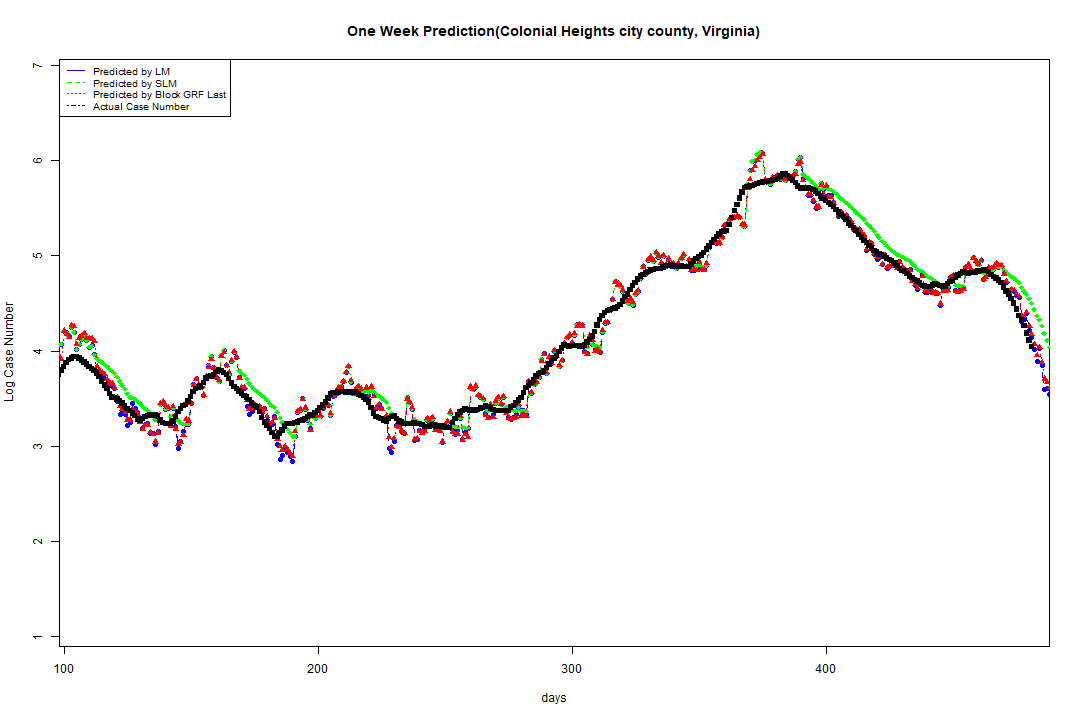 One Week Prediction(Colonial Heights city county, Virginia)
Predicted by LM
Predicted by SLM
Predicted by Block GRF Last
Actual Case Number
7
6
5
4
3
2
1
Log Case Number
100 200 300 400
days